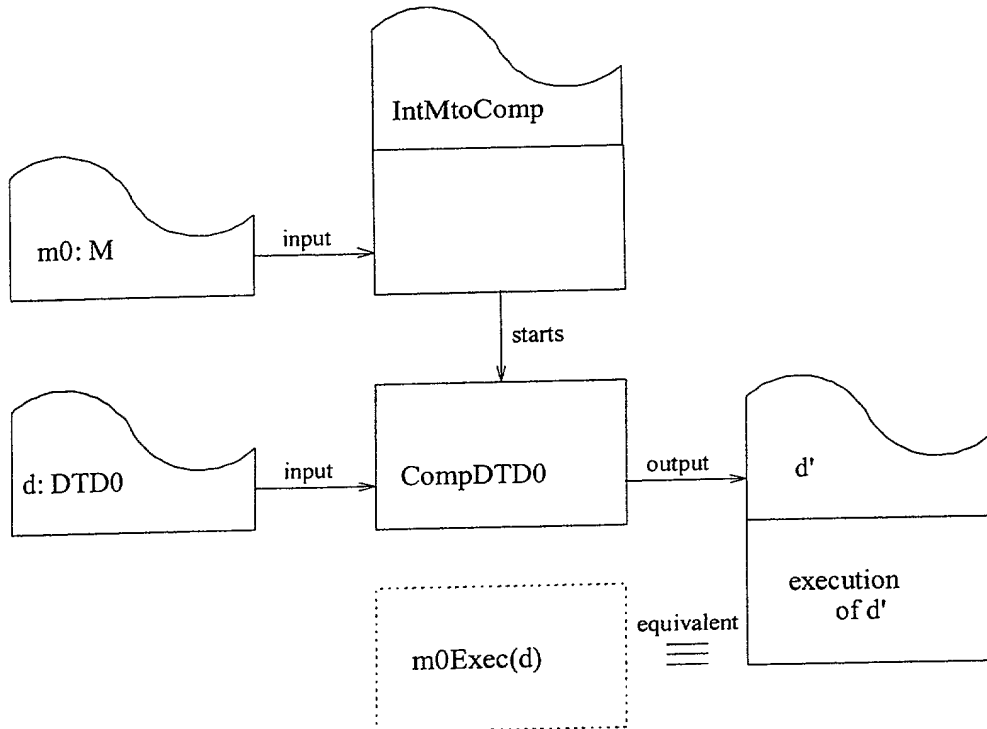 IntMtoComp
m0: M
input
starts
d: DTD0
input
CompDTD0
output
d'
execution
of d'
equivalent
m0Exec(d)